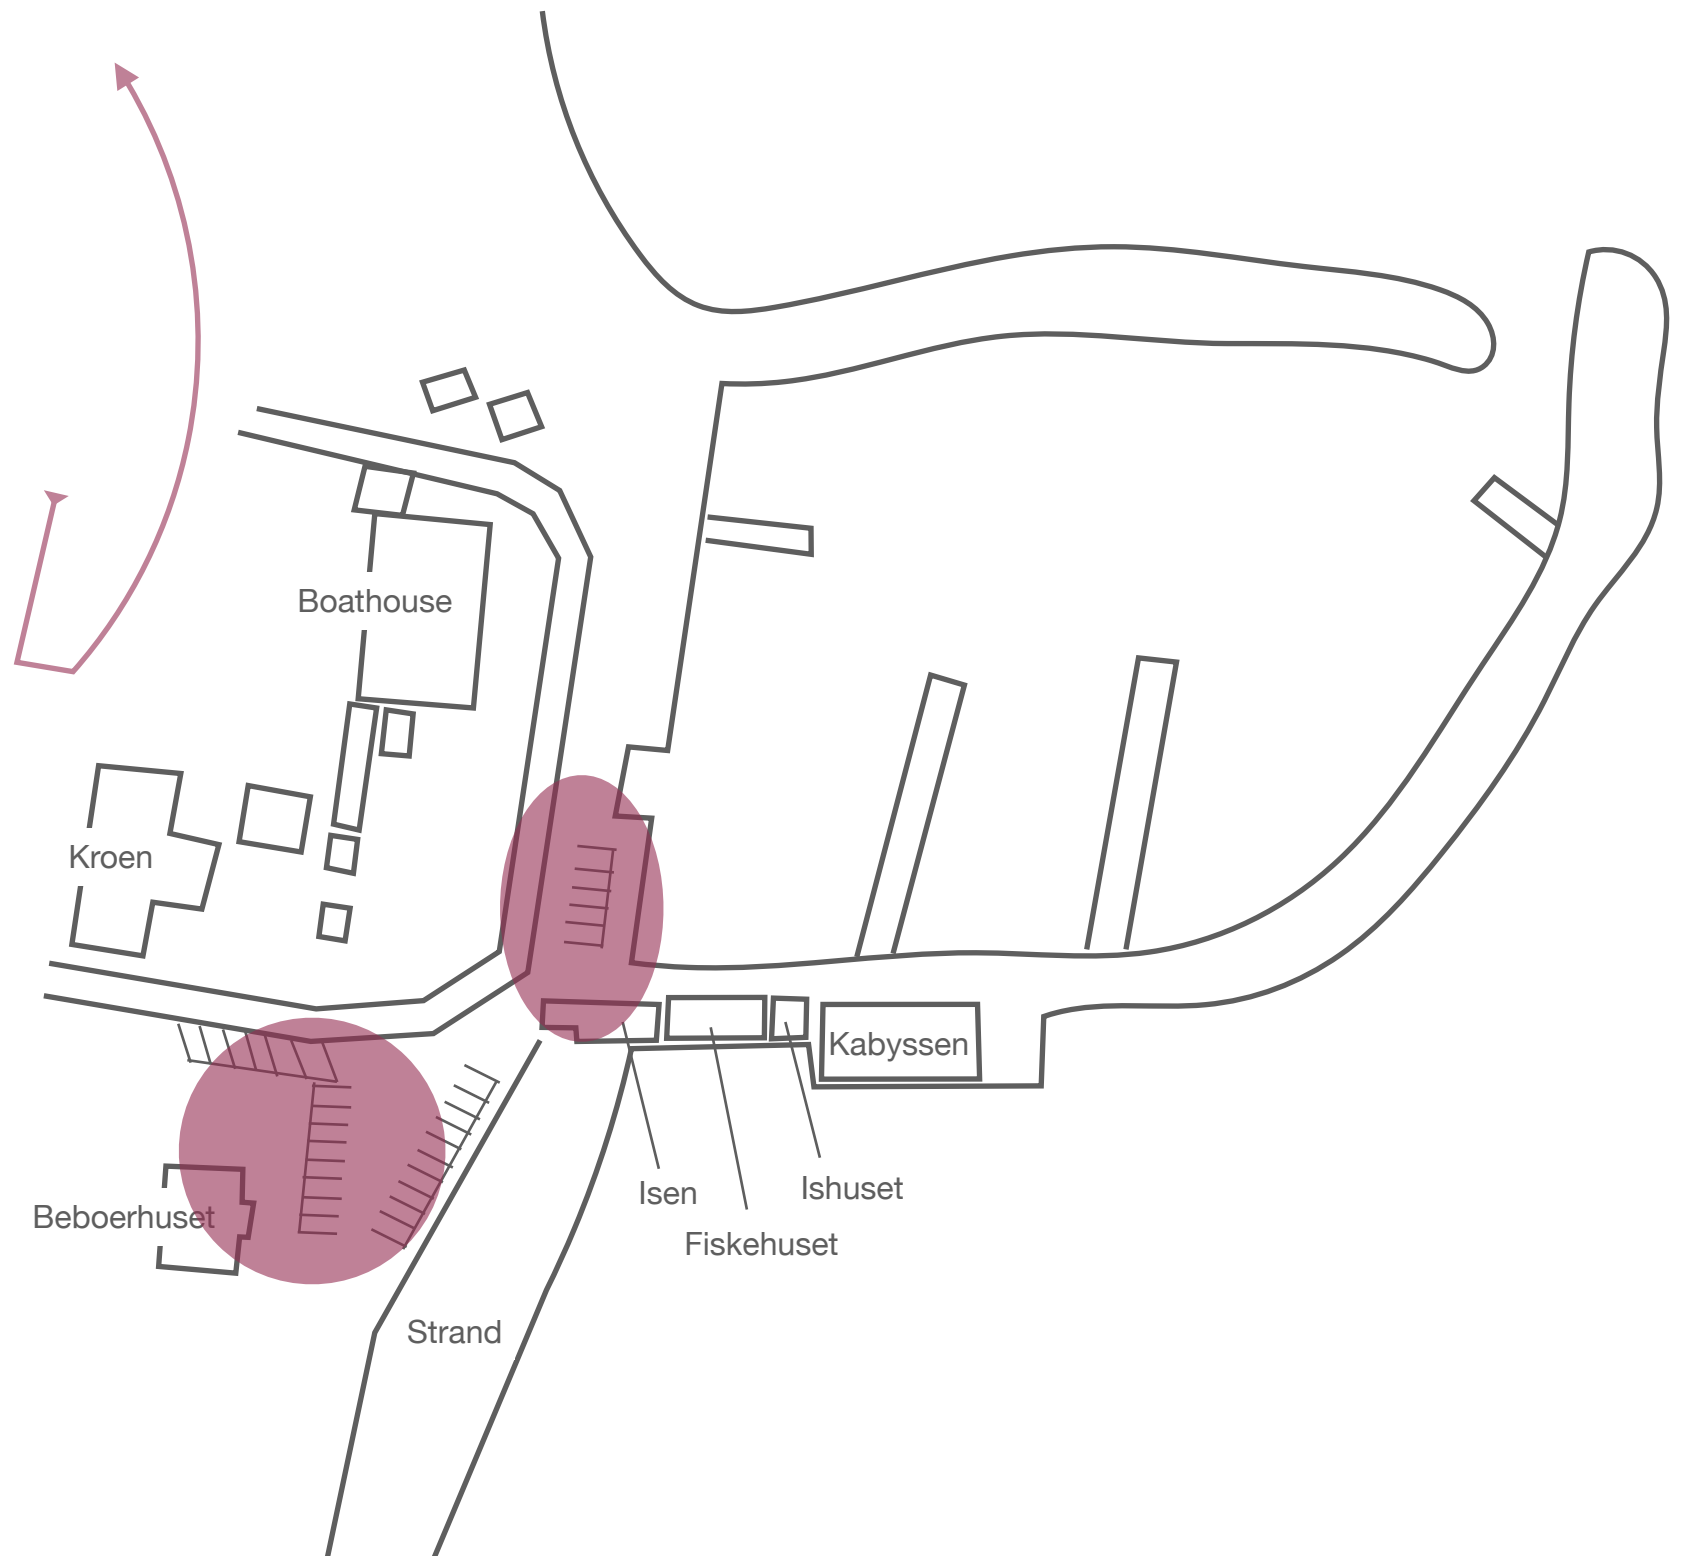 Boathouse
Kroen
Kabyssen
Ishuset
Isen
Beboerhuset
Fiskehuset
Strand